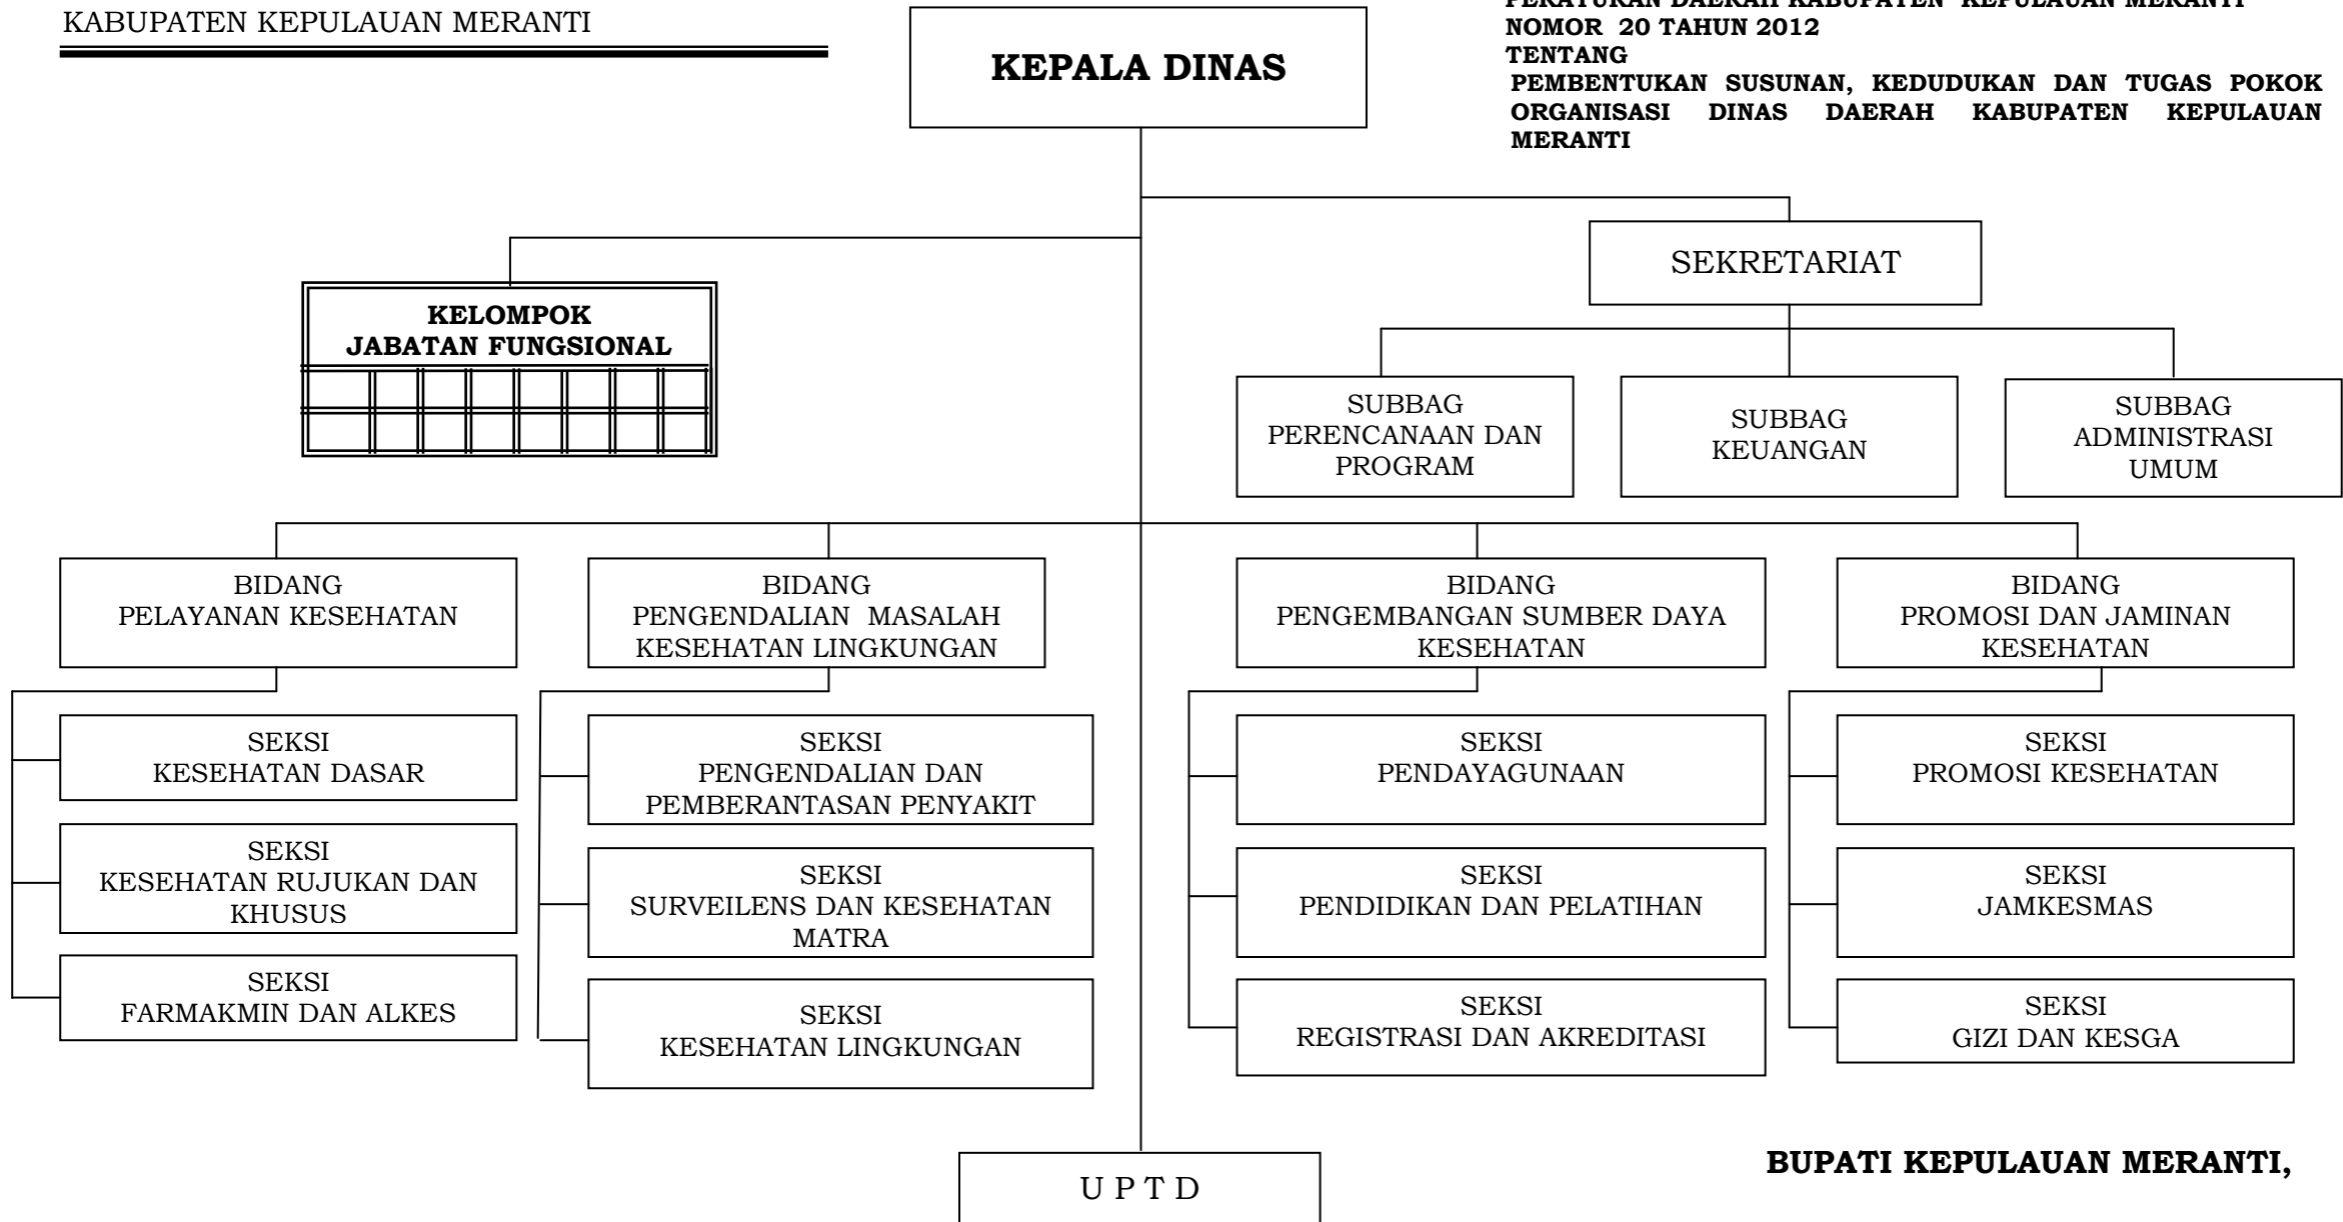 KABUPATEN KEPULAUAN MERANTI
KEPALA DINAS
PERATURAN DAERAH KABUPATEN KEPULAUAN MERANTI
NOMOR 20 TAHUN 2012
TENTANG
PEMBENTUKAN SUSUNAN, KEDUDUKAN DAN TUGAS POKOK
ORGANISASI DINAS DAERAH KABUPATEN KEPULAUAN
MERANTI
SEKRETARIAT
KELOMPOK
JABATAN FUNGSIONAL
SUBBAG
PERENCANAAN DAN
PROGRAM
SUBBAG
KEUANGAN
SUBBAG
ADMINISTRASI
UMUM
BIDANG
PELAYANAN KESEHATAN
BIDANG
PENGENDALIAN MASALAH
KESEHATAN LINGKUNGAN
BIDANG
PENGEMBANGAN SUMBER DAYA
KESEHATAN
BIDANG
PROMOSI DAN JAMINAN
KESEHATAN
SEKSI
KESEHATAN DASAR
SEKSI
PENGENDALIAN DAN
PEMBERANTASAN PENYAKIT
SEKSI
PENDAYAGUNAAN
SEKSI
PROMOSI KESEHATAN
SEKSI
KESEHATAN RUJUKAN DAN
KHUSUS
SEKSI
SURVEILENS DAN KESEHATAN
MATRA
SEKSI
PENDIDIKAN DAN PELATIHAN
SEKSI
JAMKESMAS
SEKSI
FARMAKMIN DAN ALKES
SEKSI
KESEHATAN LINGKUNGAN
SEKSI
REGISTRASI DAN AKREDITASI
SEKSI
GIZI DAN KESGA
BUPATI KEPULAUAN MERANTI,
U P T D